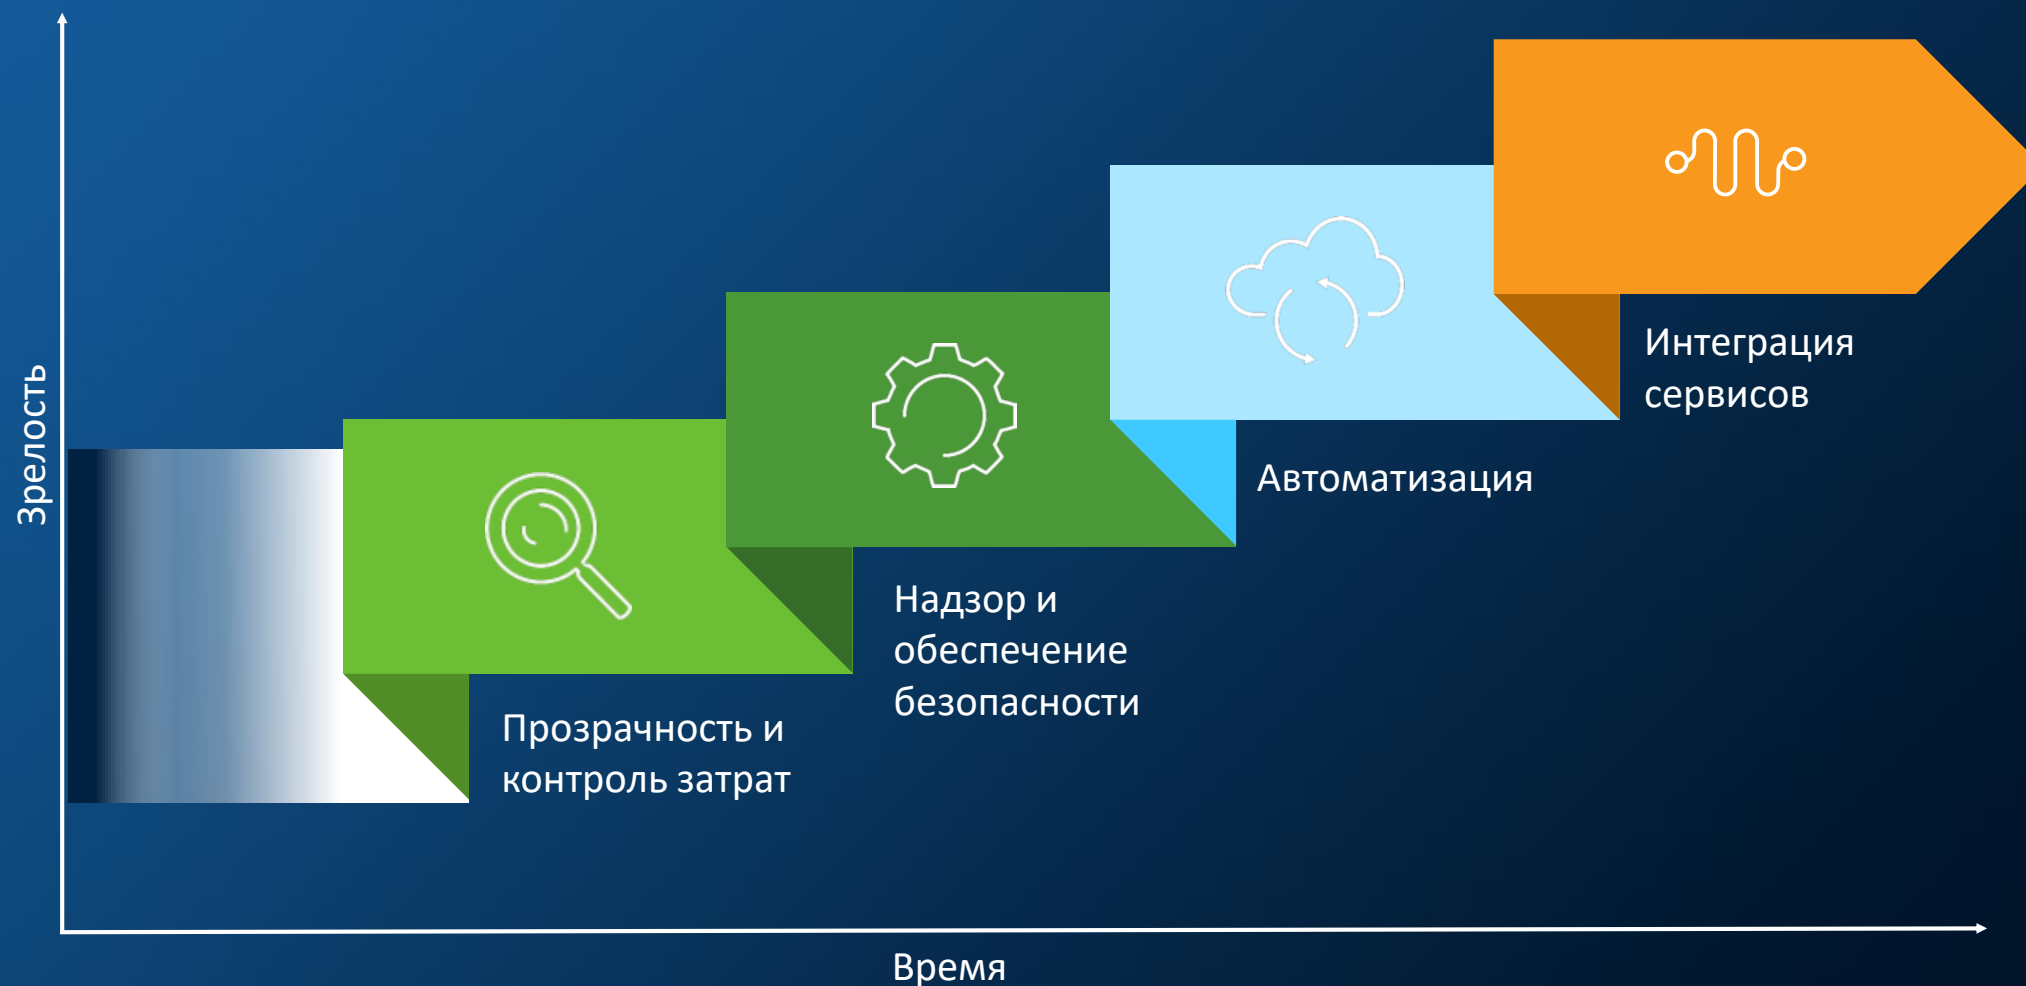 Зрелость
Прозрачность и
контроль затрат
Надзор и
обеспечение
безопасности
Автоматизация
Интеграция
сервисов
Время